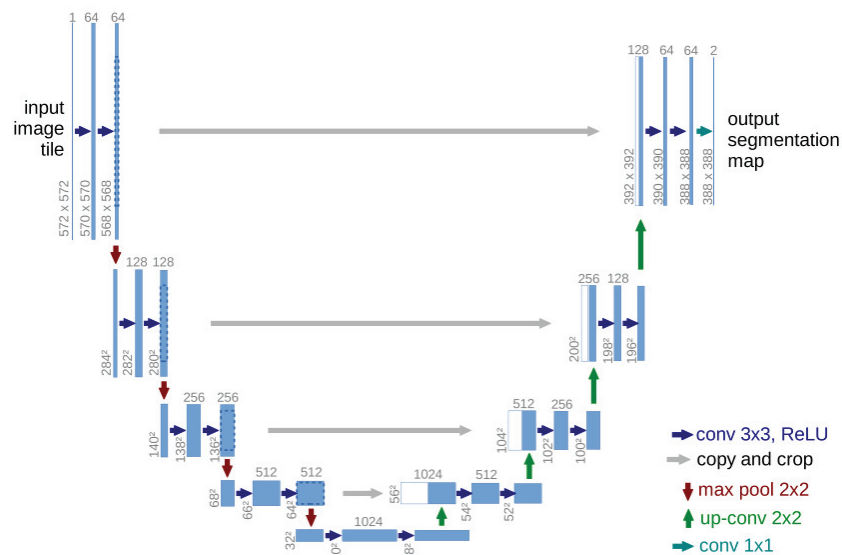 1 64 64
input
image
tile
572 x 572
570 x 570
568 x 568
128 64 64 2
output
segmentation
map
392 x 392
390 x 390
388 x 388
388 x 388
128 128
284²
282²
280²
256 128
200²
198²
196²
256 256
140²
138²
136²
512 256
104²
102²
100²
512 512
68²
66²
64²
1024 512
56²
54²
52²
1024
32²
0²
8²
conv 3x3, ReLU
copy and crop
max pool 2x2
up-conv 2x2
conv 1x1